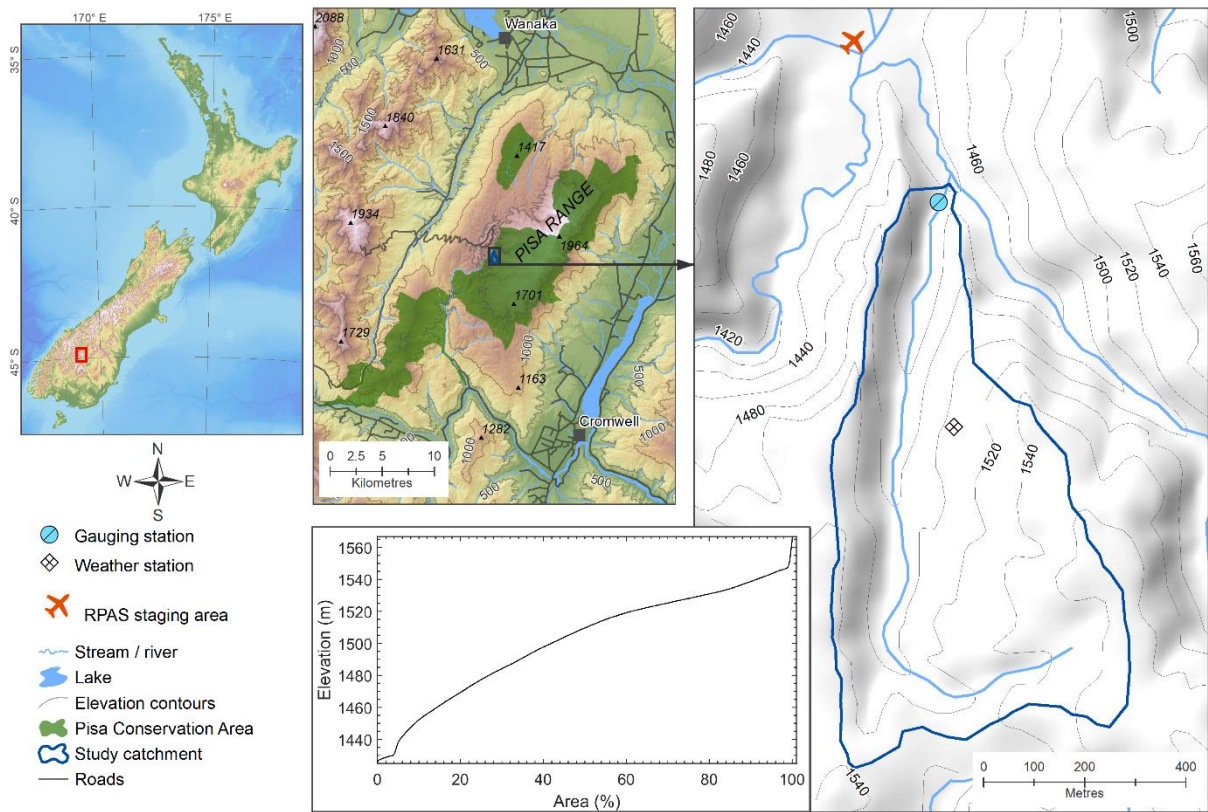 170° E
175° E
35° S
40° S
45° S
N
W
E
S
Gauging station
Weather station
RPAS staging area
Stream / river
Lake
Elevation contours
Pisa Conservation Area
Study catchment
Roads
2088
Wanaka
1000
500
500
1631
1500
1840
1500
1417
1934
PISA RANGE
1964
1701
1729
1000
1163
500
Cromwell
1282
1000
1000
500
500
0 2.5 5 10
Kilometres
1560
1540
1520
1500
1480
1460
1440
Elevation (m)
0 20 40 60 80 100
Area (%)
1460
1440
1500
1480
1460
1460
1500
1520
1540
1560
1420
1440
1480
1520
1540
1540
0 100 200 400
Metres